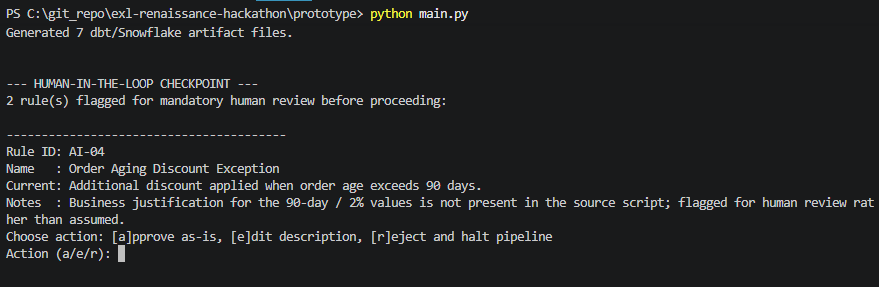 PS C:\git_repo\exl-renaissance-hackathon\prototype> python main.py
Generated 7 dbt/Snowflake artifact files.
--- HUMAN-IN-THE-LOOP CHECKPOINT ---
2 rule(s) flagged for mandatory human review before proceeding:
----------------------------------------
Rule ID: AI-04
Name   : Order Aging Discount Exception
Current: Additional discount applied when order age exceeds 90 days.
Notes  : Business justification for the 90-day / 2% values is not present in the source script; flagged for human review rat
her than assumed.
Choose action: [a]pprove as-is, [e]dit description, [r]eject and halt pipeline
Action (a/e/r):